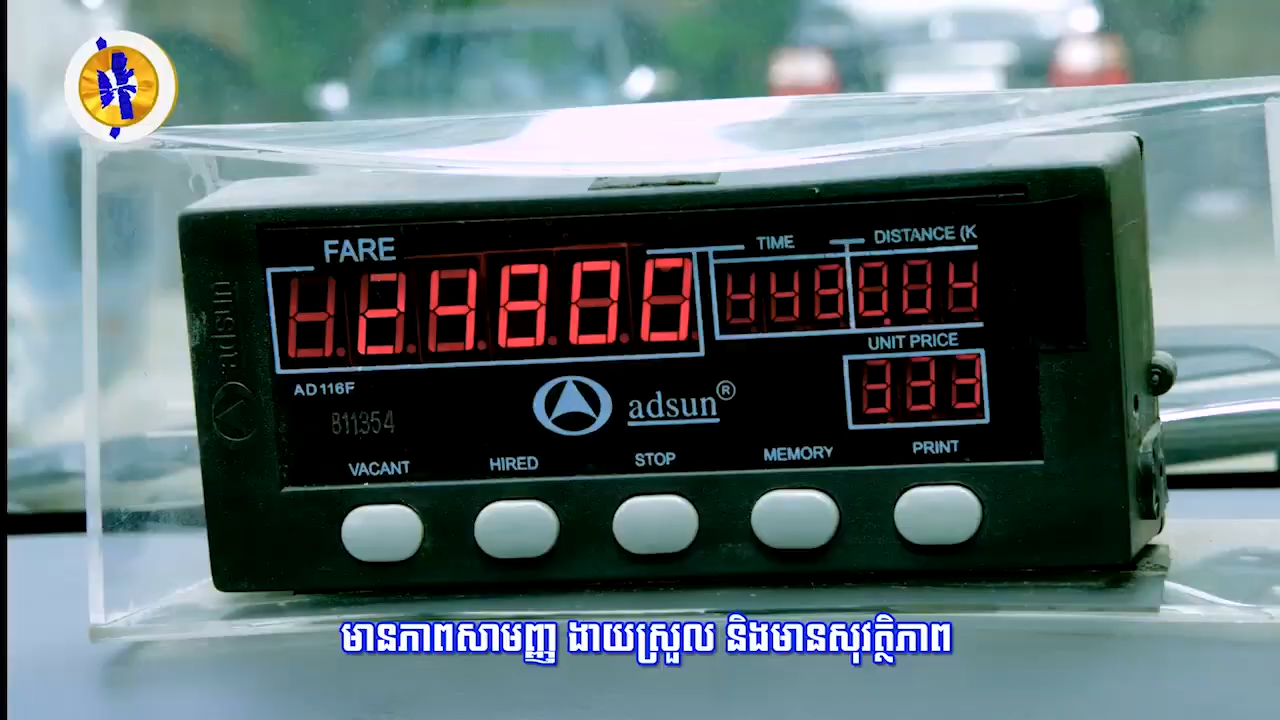 FARE
TIME
DISTANCE (K
UNIT PRICE
adsun
AD116F
811354
adsun®
VACANT
HIRED
STOP
MEMORY
PRINT
មានភាពសាមញ្ញ ងាយស្រួល និងមានសុវត្ថិភាព